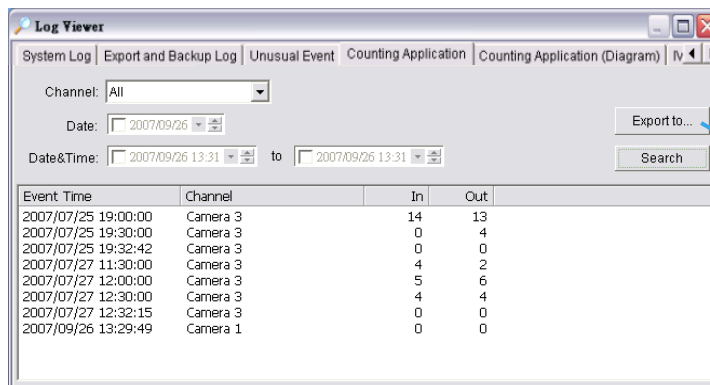 Log Viewer
System Log Export and Backup Log Unusual Event Counting Application Counting Application (Diagram)
Channel: All
Date: 2007/09/26
Export to...
Date&Time: 2007/09/26 13:31 to 2007/09/26 13:31
Search
Event Time Channel In Out
2007/07/25 19:00:00 Camera 3 14 13
2007/07/25 19:30:00 Camera 3 0 4
2007/07/25 19:32:42 Camera 3 0 0
2007/07/27 11:30:00 Camera 3 4 2
2007/07/27 12:00:00 Camera 3 5 6
2007/07/27 12:30:00 Camera 3 4 4
2007/07/27 12:32:15 Camera 3 0 0
2007/09/26 13:29:49 Camera 1 0 0